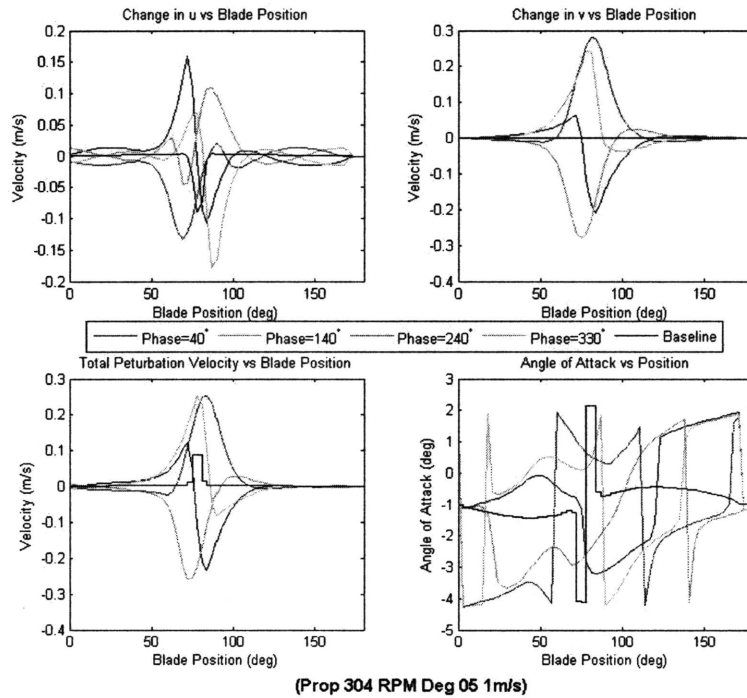 Change in u vs Blade Position
0.2
0.15
0.1
0.05
0
-0.05
-0.1
-0.15
0.2
0 50 100 150
Velocity (m/s)
Blade Position (deg)
Change in v vs Blade Position
0.3
0.2
0.1
0
-0.1
-0.2
-0.3
0.4
0 50 100 150
Velocity (m/s)
Blade Position (deg)
Phase=40° Phase=140° Phase=240° Phase=330° Baseline
Total Peturbation Velocity vs Blade Position
0.3
0.2
0.1
0
-0.1
-0.2
-0.3
0.4
0 50 100 150
Velocity (m/s)
Blade Position (deg)
Angle of Attack vs Position
3
2
1
0
-1
-2
-3
-4
-5
0 50 100 150
Angle of Attack (deg)
Blade Position (deg)
(Prop 304 RPM Deg 05 1m/s)